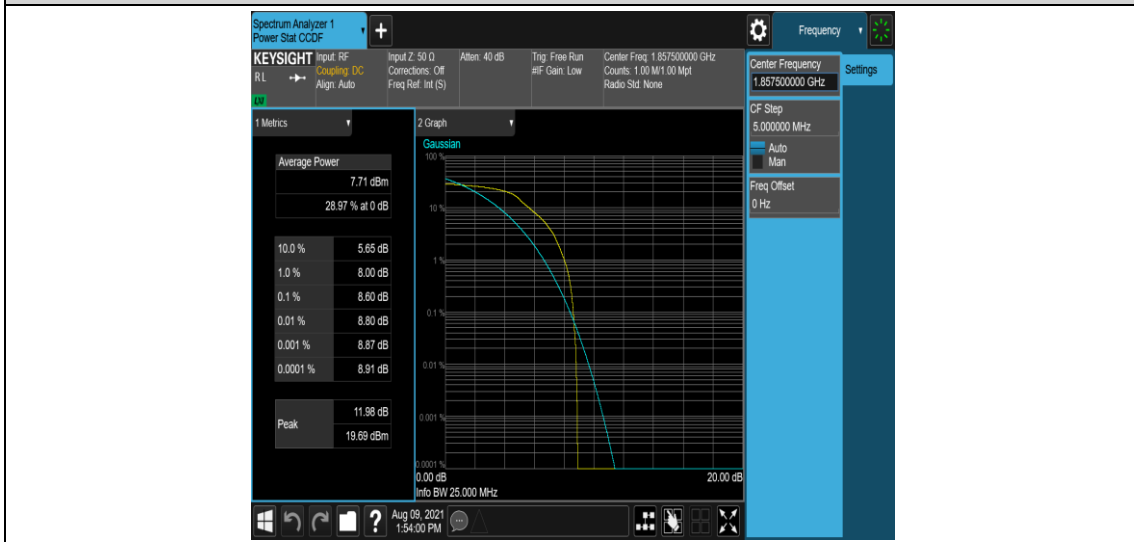 Spectrum Analyzer 1
Power Stat CCDF
+
Frequency
KEYSIGHT
RL
LXI
Input: RF
Coupling: DC
Align: Auto
Input Z: 50 Ω
Corrections: Off
Freq Ref: Int (S)
Atten: 40 dB
Trig: Free Run
#IF Gain: Low
Center Freq: 1.857500000 GHz
Counts: 1.00 M/1.00 Mpt
Radio Std: None
Center Frequency
1.857500000 GHz
Settings
CF Step
5.000000 MHz
Auto
Man
Freq Offset
0 Hz
1 Metrics
Average Power
7.71 dBm
28.97 % at 0 dB
10.0 % 5.65 dB
1.0 % 8.00 dB
0.1 % 8.60 dB
0.01 % 8.80 dB
0.001 % 8.87 dB
0.0001 % 8.91 dB
Peak
11.98 dB
19.69 dBm
2 Graph
Gaussian
100 %
10 %
1 %
0.1 %
0.01 %
0.001 %
0.0001 %
0.00 dB 20.00 dB
Info BW 25.000 MHz
?
Aug 09, 2021
1:54:00 PM